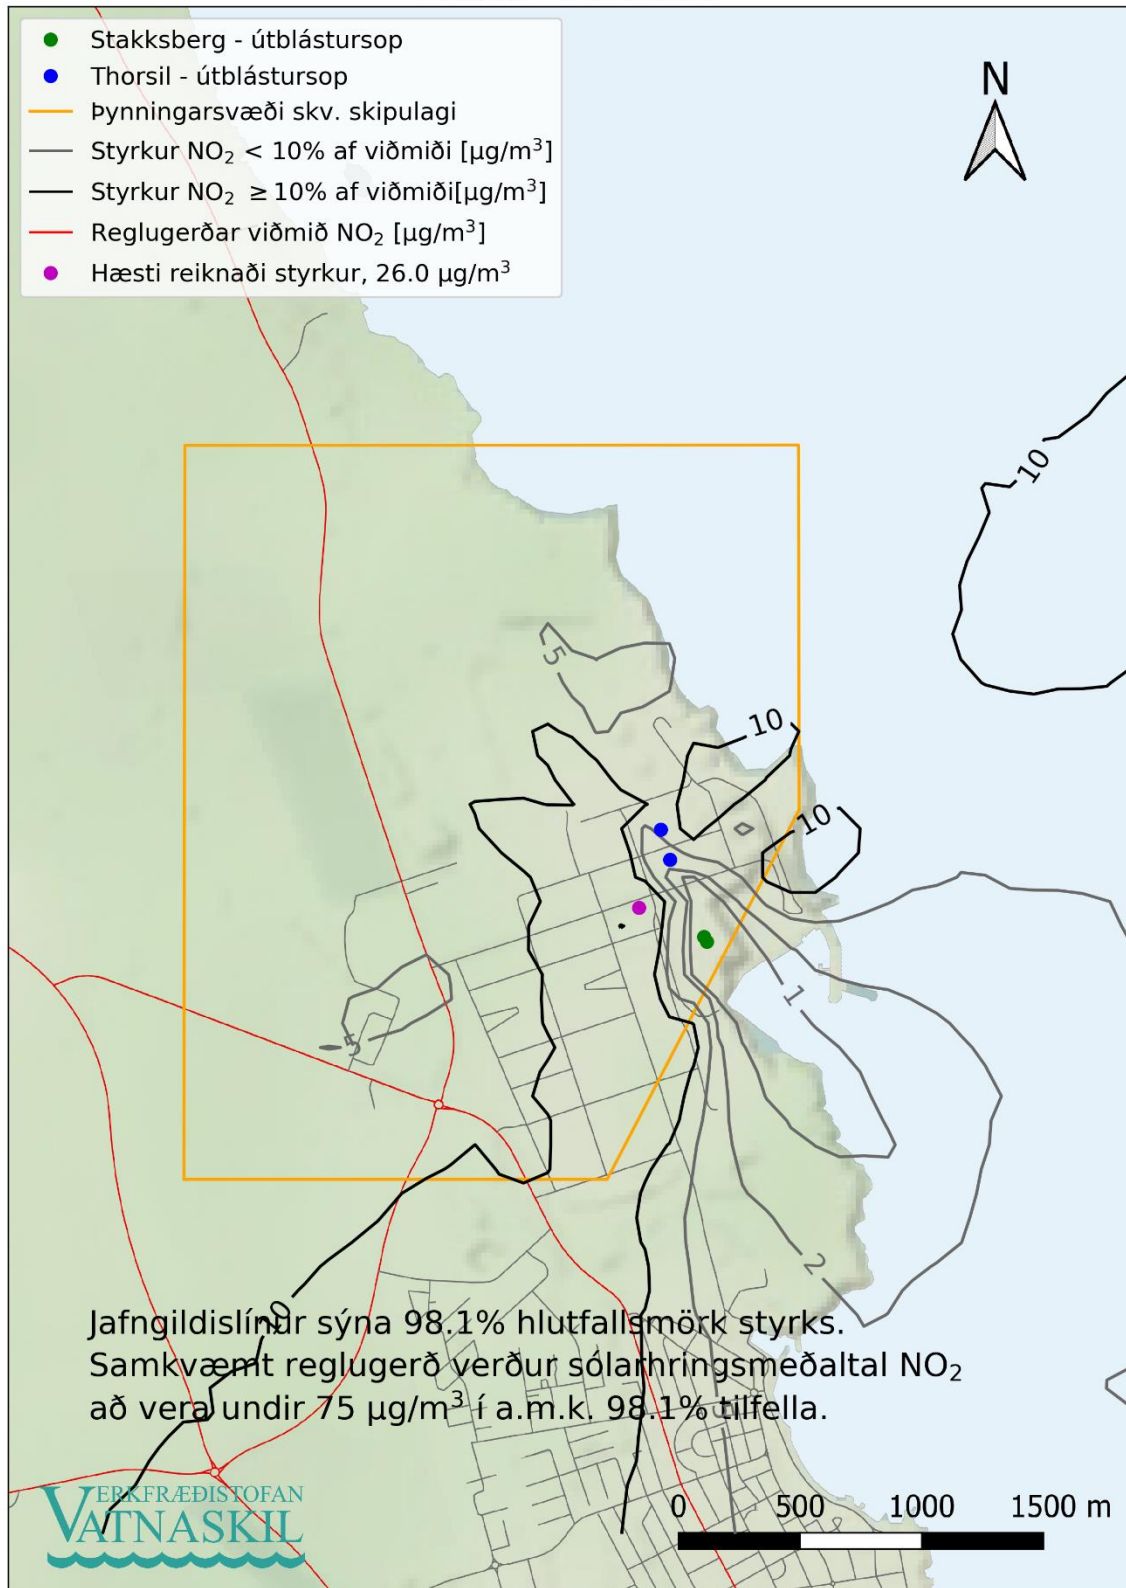 Stakksberg - útblástursop
Thorsil - útblástursop
Þynningarsvæði skv. skipulagi
Styrkur NO₂ < 10% af viðmiði [µg/m³]
Styrkur NO₂ ≥ 10% af viðmiði[µg/m³]
Reglugerðar viðmið NO₂ [µg/m³]
Hæsti reiknaði styrkur, 26.0 µg/m³
N
10
5
10
10
1
5
2
5
Jafngildislínur sýna 98.1% hlutfallsmörk styrks.
Samkvæmt reglugerð verður sólarhringsmeðaltal NO₂
að vera undir 75 µg/m³ í a.m.k. 98.1% tilfella.
VERKFRÆÐISTOFAN
VATNASKIL
0 500 1000 1500 m